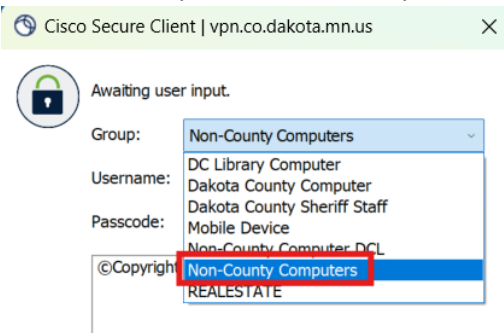 Cisco Secure Client | vpn.co.dakota.mn.us
Awaiting user input.
Group: Non-County Computers
DC Library Computer
Dakota County Computer
Username:
Dakota County Sheriff Staff
Passcode:
Mobile Device
Non-County Computer DCL
©Copyright
Non-County Computers
REALESTATE